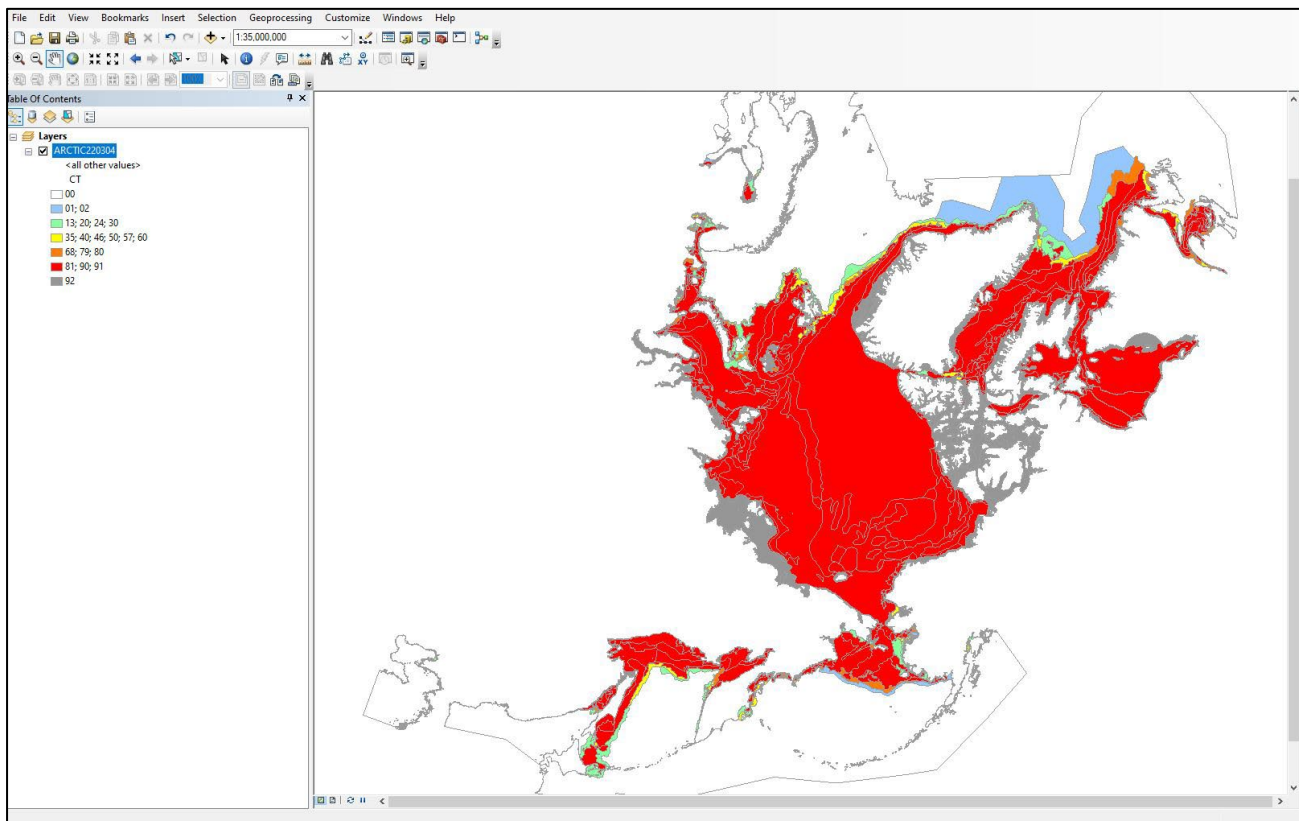 File Edit View Bookmarks Insert Selection Geoprocessing Customize Windows Help
1:35,000,000
Table Of Contents
Layers
ARCTIC220304
<all other values>
CT
00
01; 02
13; 20; 24; 30
35; 40; 46; 50; 57; 60
68; 79; 80
81; 90; 91
92